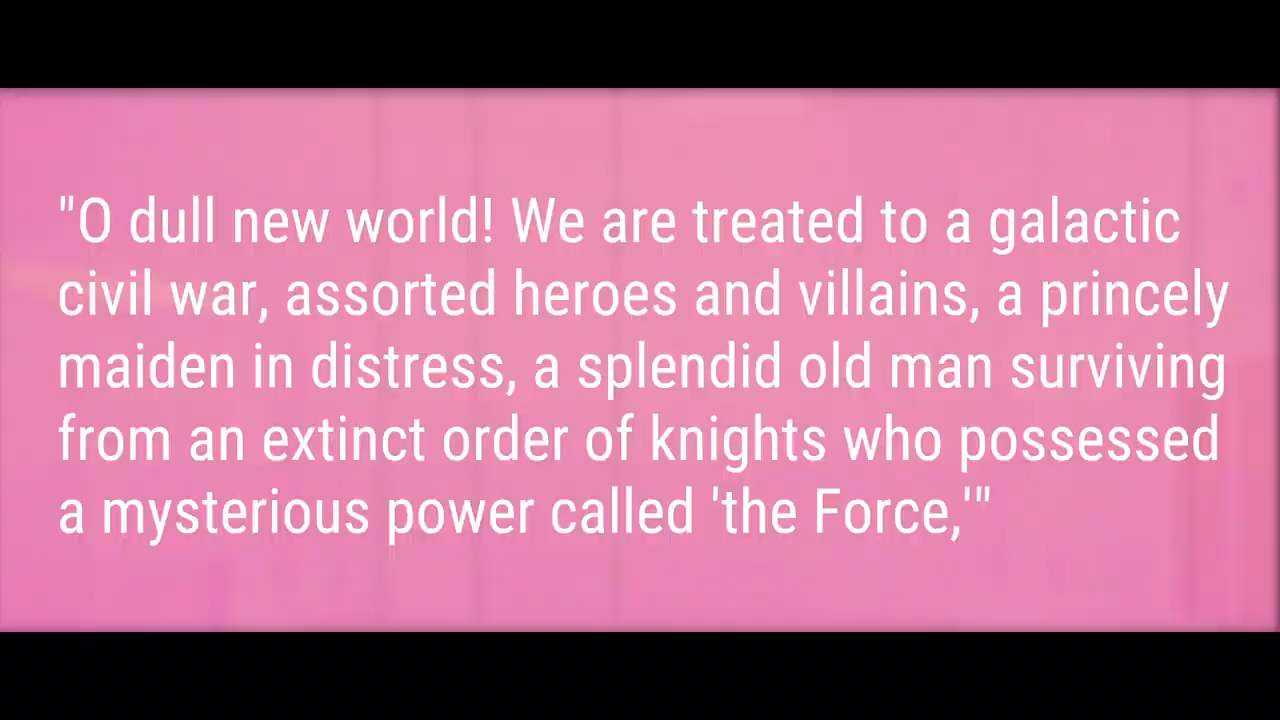 "O dull new world! We are treated to a galactic
civil war, assorted heroes and villains, a princely
maiden in distress, a splendid old man surviving
from an extinct order of knights who possessed
a mysterious power called 'the Force,'"